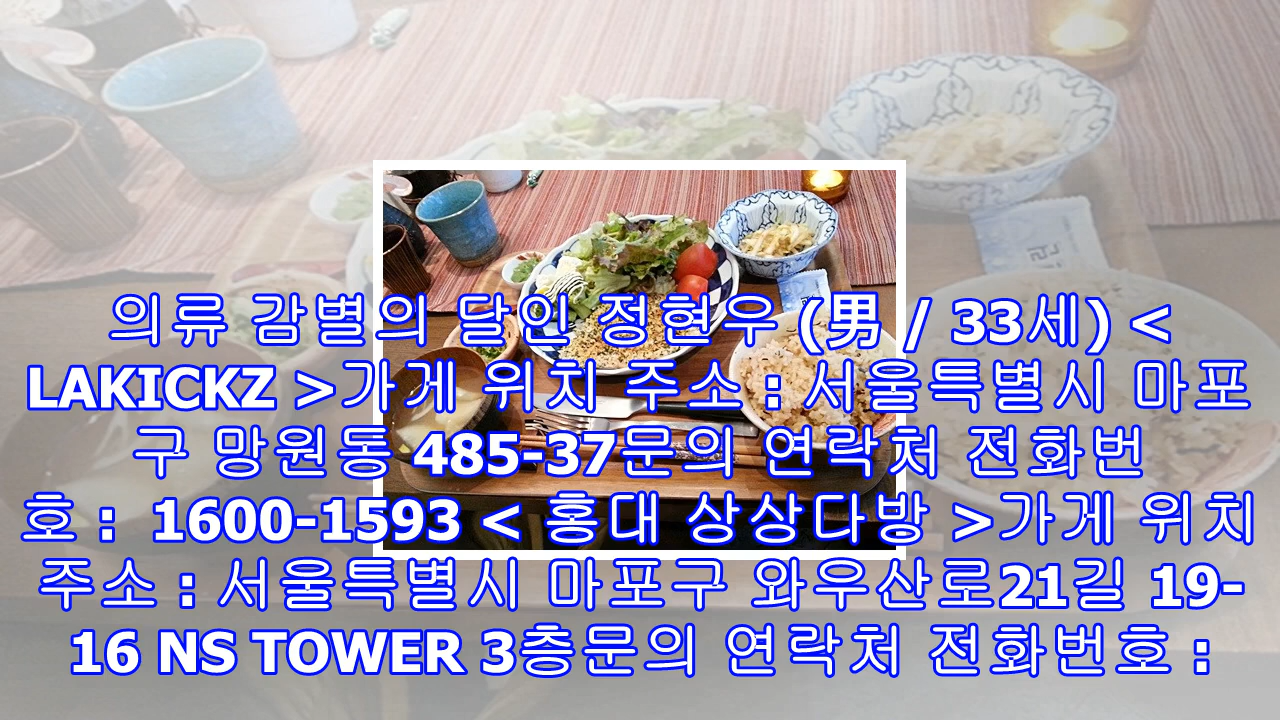 의류 감별의 달인 정현우 (男 / 33세) <
LAKICKZ >가게 위치 주소 : 서울특별시 마포
구 망원동 485-37문의 연락처 전화번
호 : 1600-1593 < 홍대 상상다방 >가게 위치
주소 : 서울특별시 마포구 와우산로21길 19-
16 NS TOWER 3층문의 연락처 전화번호 :